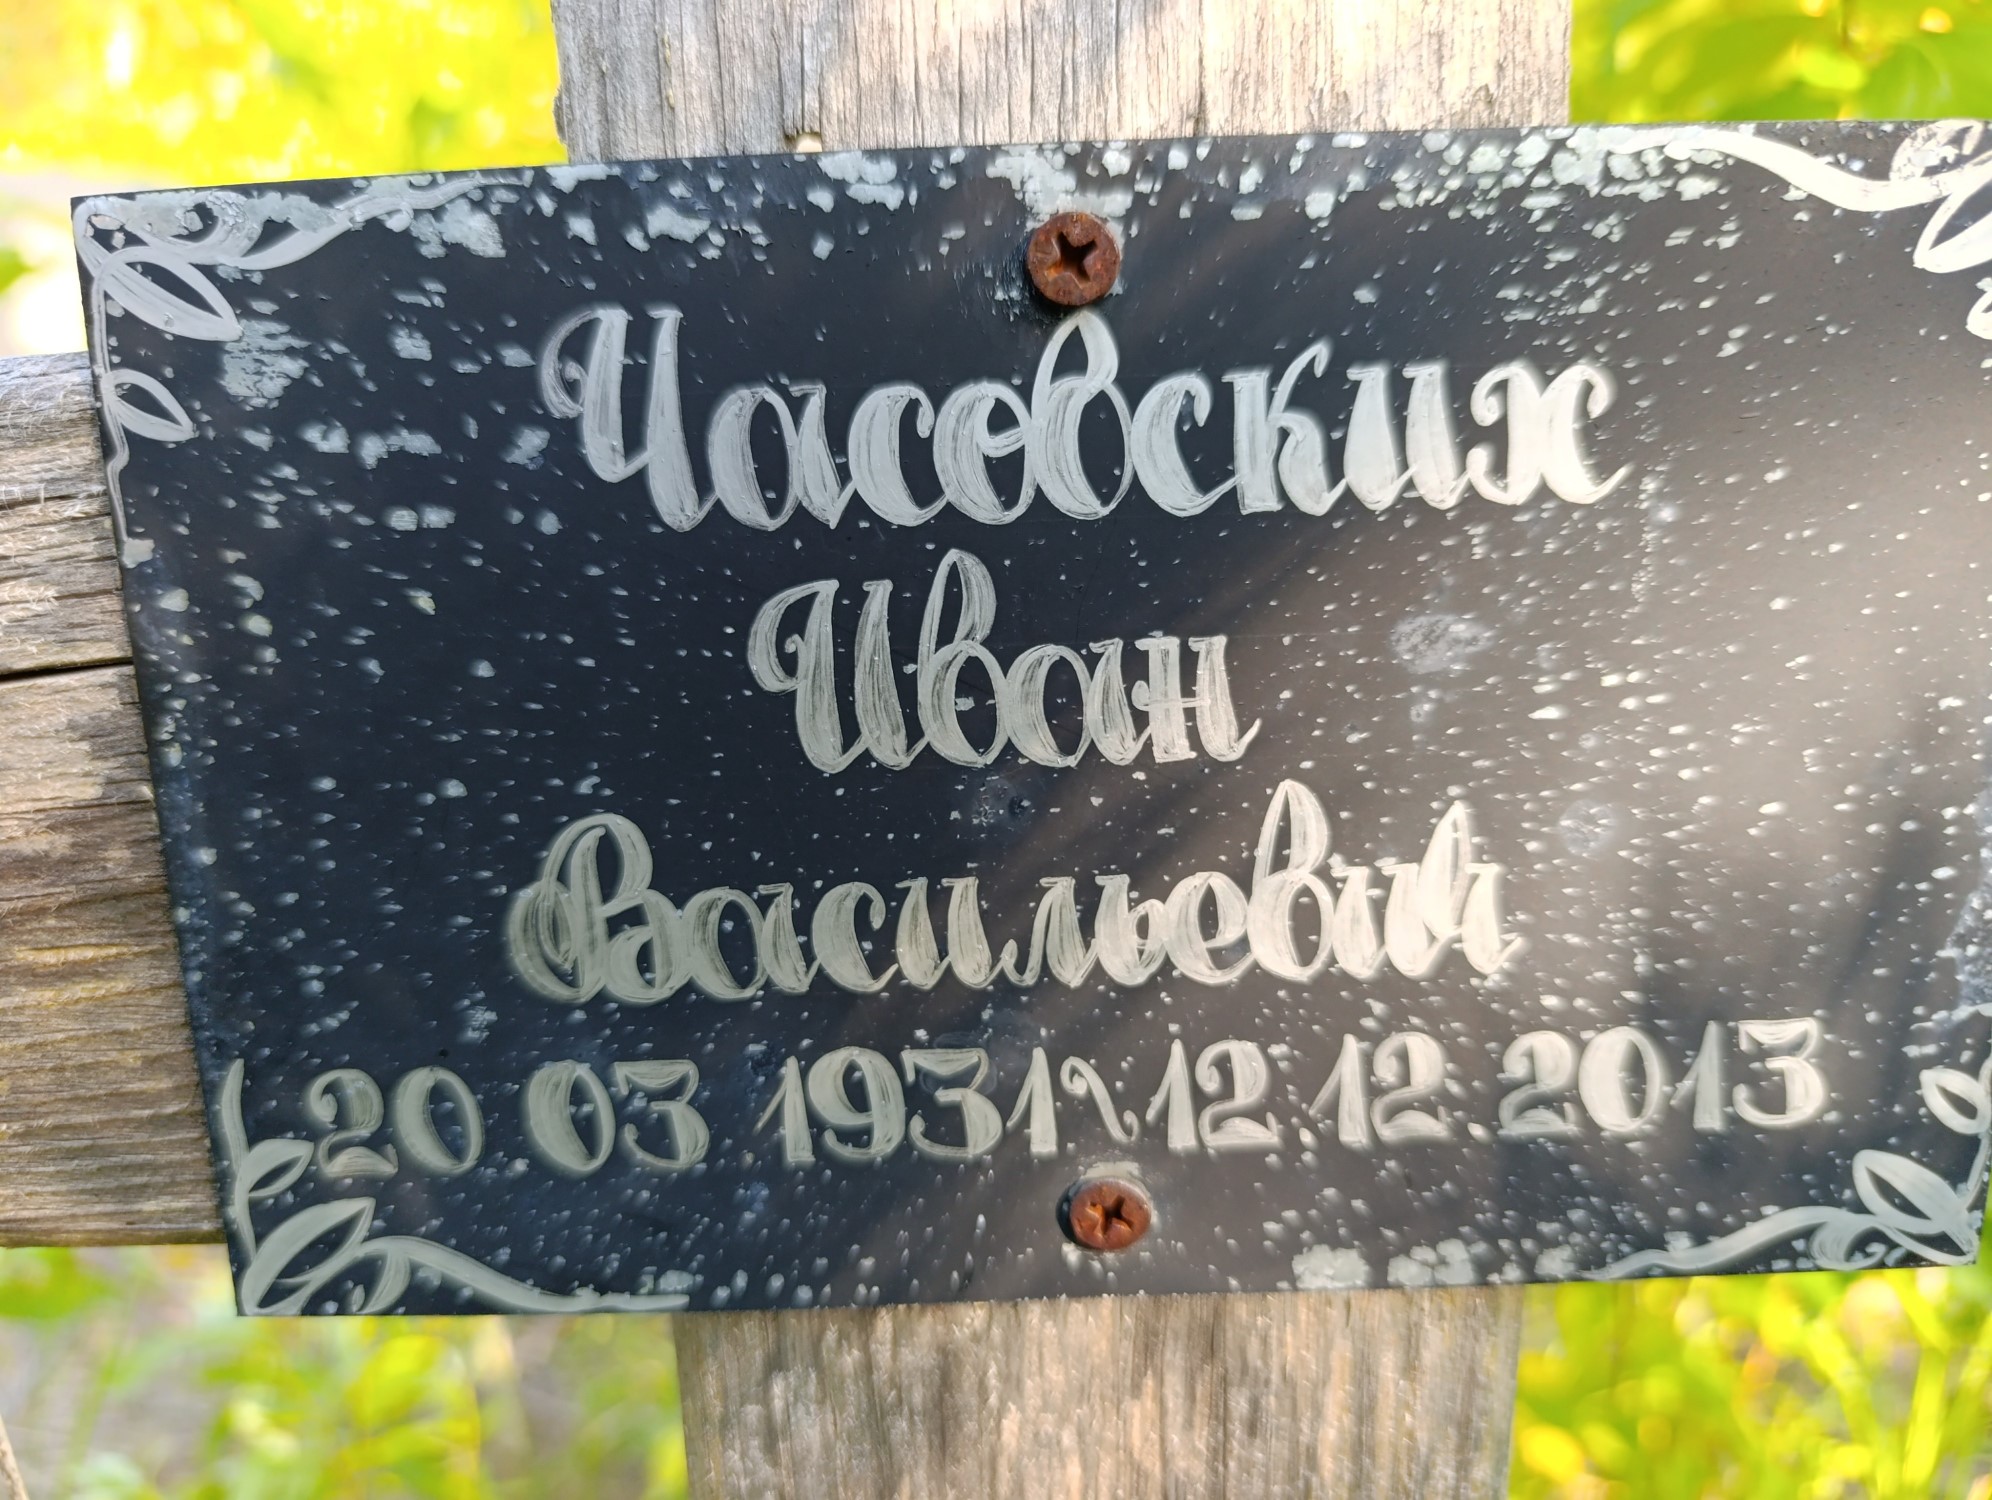 Часовских
Иван
Васильевич
20 03 1931 ~ 12.12.2013